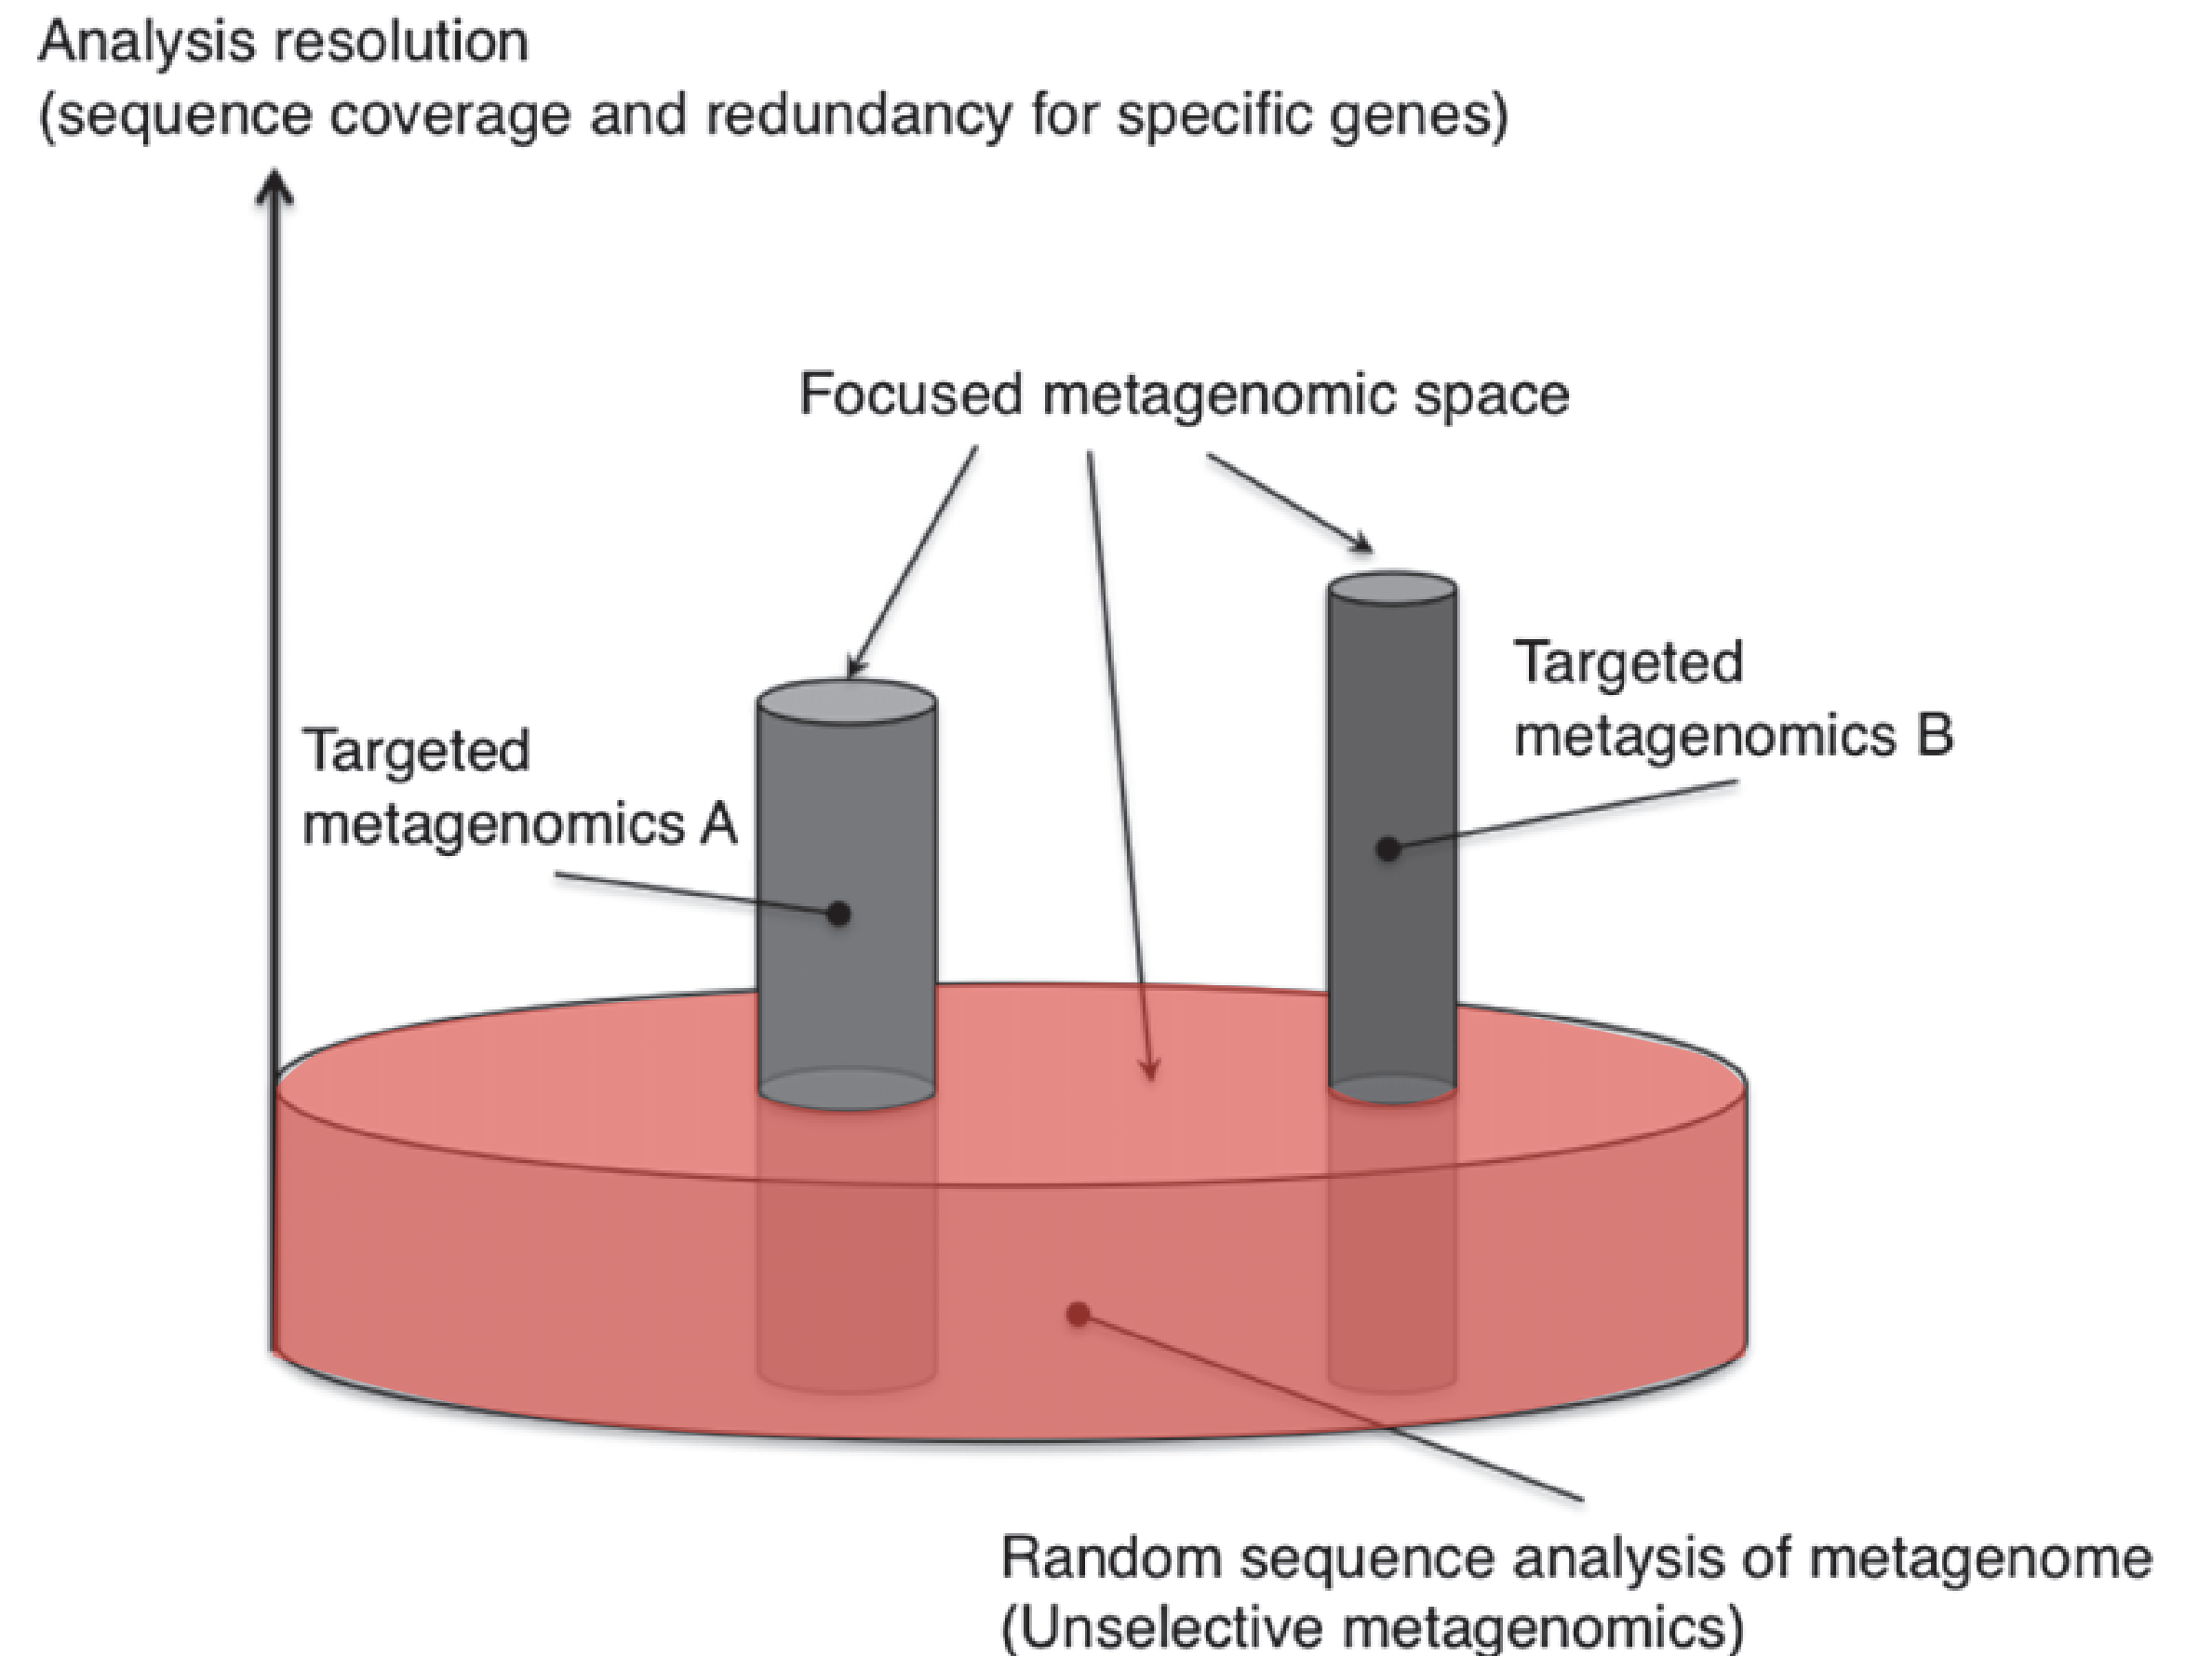 Analysis resolution
(sequence coverage and redundancy for specific genes)
Focused metagenomic space
Targeted
metagenomics B
Targeted
metagenomics A
Random sequence analysis of metagenome
(Unselective metagenomics)